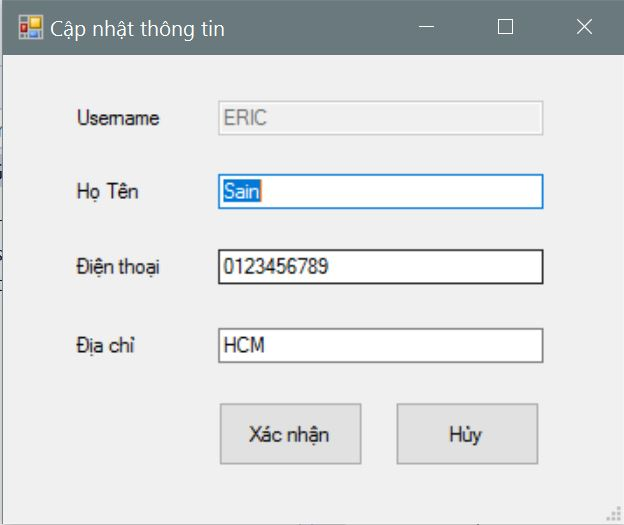 Cập nhật thông tin
Username ERIC
Họ Tên Sain
Điện thoại 0123456789
Địa chỉ HCM
Xác nhận Hủy